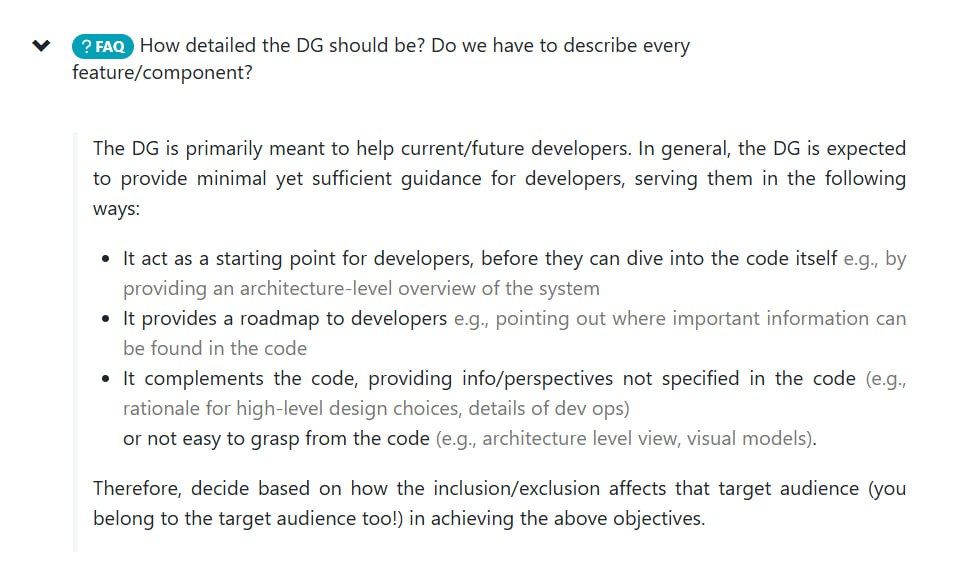 ? FAQ How detailed the DG should be? Do we have to describe every
feature/component?
The DG is primarily meant to help current/future developers. In general, the DG is expected
to provide minimal yet sufficient guidance for developers, serving them in the following
ways:
• It act as a starting point for developers, before they can dive into the code itself e.g., by
providing an architecture-level overview of the system
• It provides a roadmap to developers e.g., pointing out where important information can
be found in the code
• It complements the code, providing info/perspectives not specified in the code (e.g.,
rationale for high-level design choices, details of dev ops)
or not easy to grasp from the code (e.g., architecture level view, visual models).
Therefore, decide based on how the inclusion/exclusion affects that target audience (you
belong to the target audience too!) in achieving the above objectives.